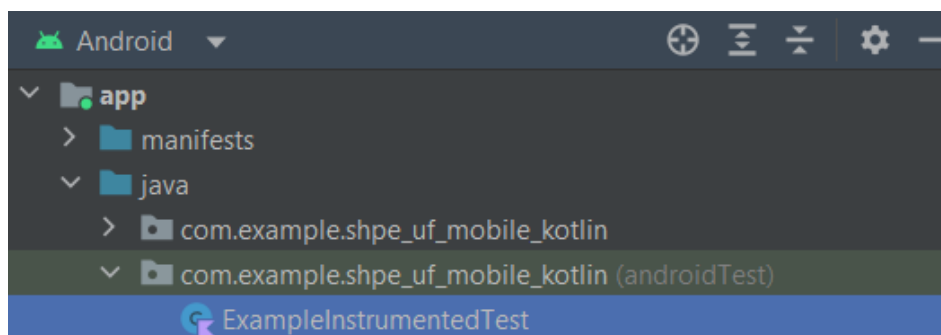 Android
app
manifests
java
com.example.shpe_uf_mobile_kotlin
com.example.shpe_uf_mobile_kotlin (androidTest)
ExampleInstrumentedTest